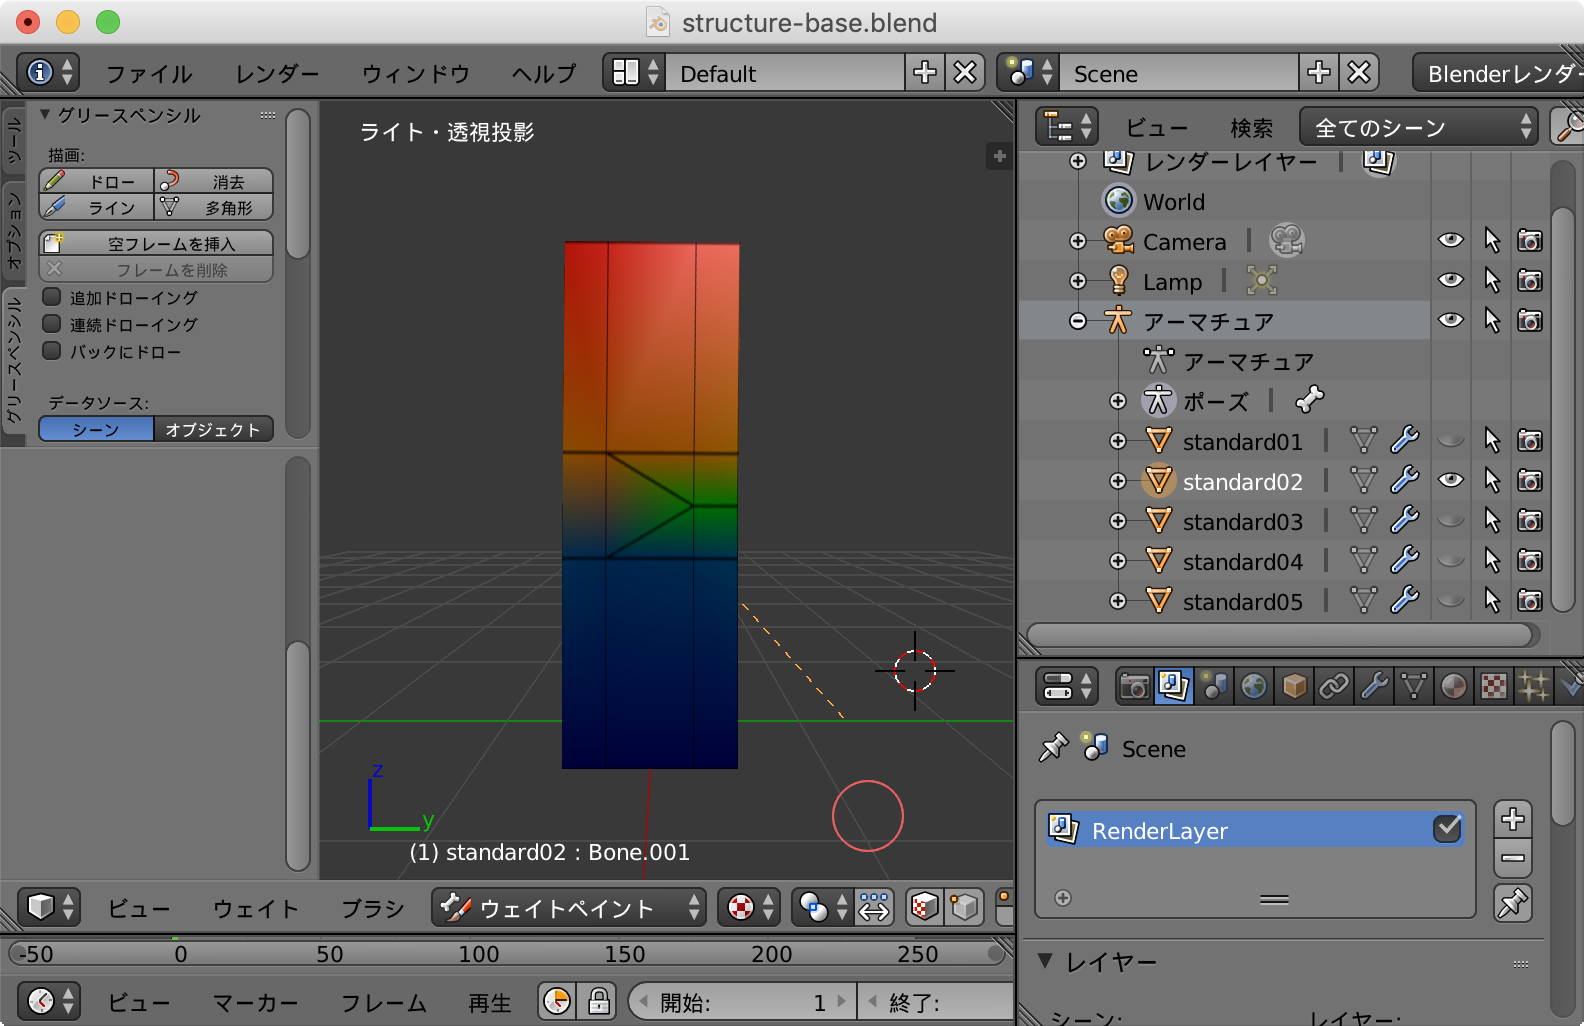 structure-base.blend
ファイル レンダー ウィンドウ ヘルプ Default Scene Blenderレンダー
ツール
オプション
グリースペンシル
グリースペンシル
描画:
ドロー 消去
ライン 多角形
空フレームを挿入
フレームを削除
追加ドローイング
連続ドローイング
バックにドロー
データソース:
シーン オブジェクト
ライト・透視投影
z
y
(1) standard02 : Bone.001
ビュー ウェイト ブラシ ウェイトペイント
-50 0 50 100 150 200 250
ビュー マーカー フレーム 再生 開始: 1 終了:
ビュー 検索 全てのシーン
レンダーレイヤー
World
Camera
Lamp
アーマチュア
アーマチュア
ポーズ
standard01
standard02
standard03
standard04
standard05
Scene
RenderLayer
レイヤー
シーン: レイヤー: